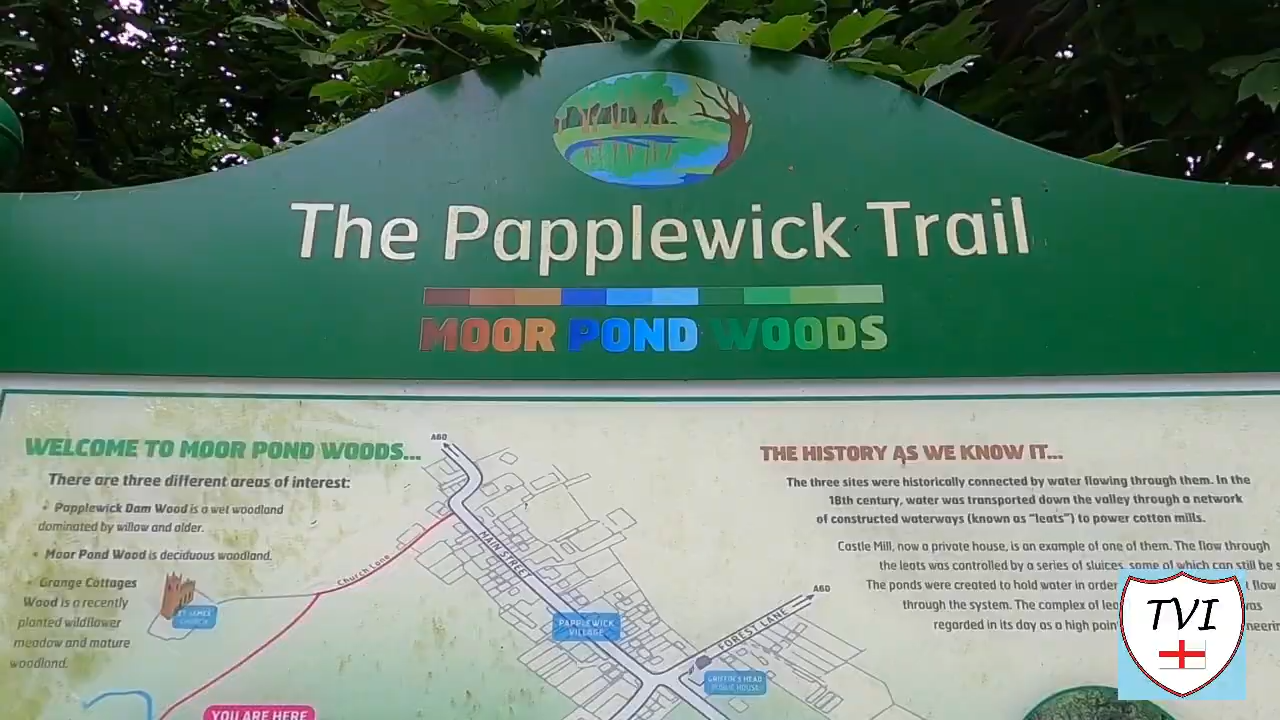 The Papplewick Trail
MOOR POND WOODS
WELCOME TO MOOR POND WOODS...
There are three different areas of interest:
• Papplewick Dam Wood is a wet woodland
dominated by willow and alder.
• Moor Pond Wood is deciduous woodland.
• Grange Cottages
Wood is a recently
planted wildflower
meadow and mature
woodland.
A60
MAIN STREET
Church Lane
ST JAMES
CHURCH
PAPPLEWICK
VILLAGE
A60
FOREST LANE
GRIFFIN'S HEAD
PUBLIC HOUSE
YOU ARE HERE
THE HISTORY AS WE KNOW IT...
The three sites were historically connected by water flowing through them. In the
18th century, water was transported down the valley through a network
of constructed waterways (known as "leats") to power cotton mills.
Castle Mill, now a private house, is an example of one of them. The flow through
the leats was controlled by a series of sluices, some of which can still be
The ponds were created to hold water in order flow
through the system. The complex of
regarded in its day as a high
TVI